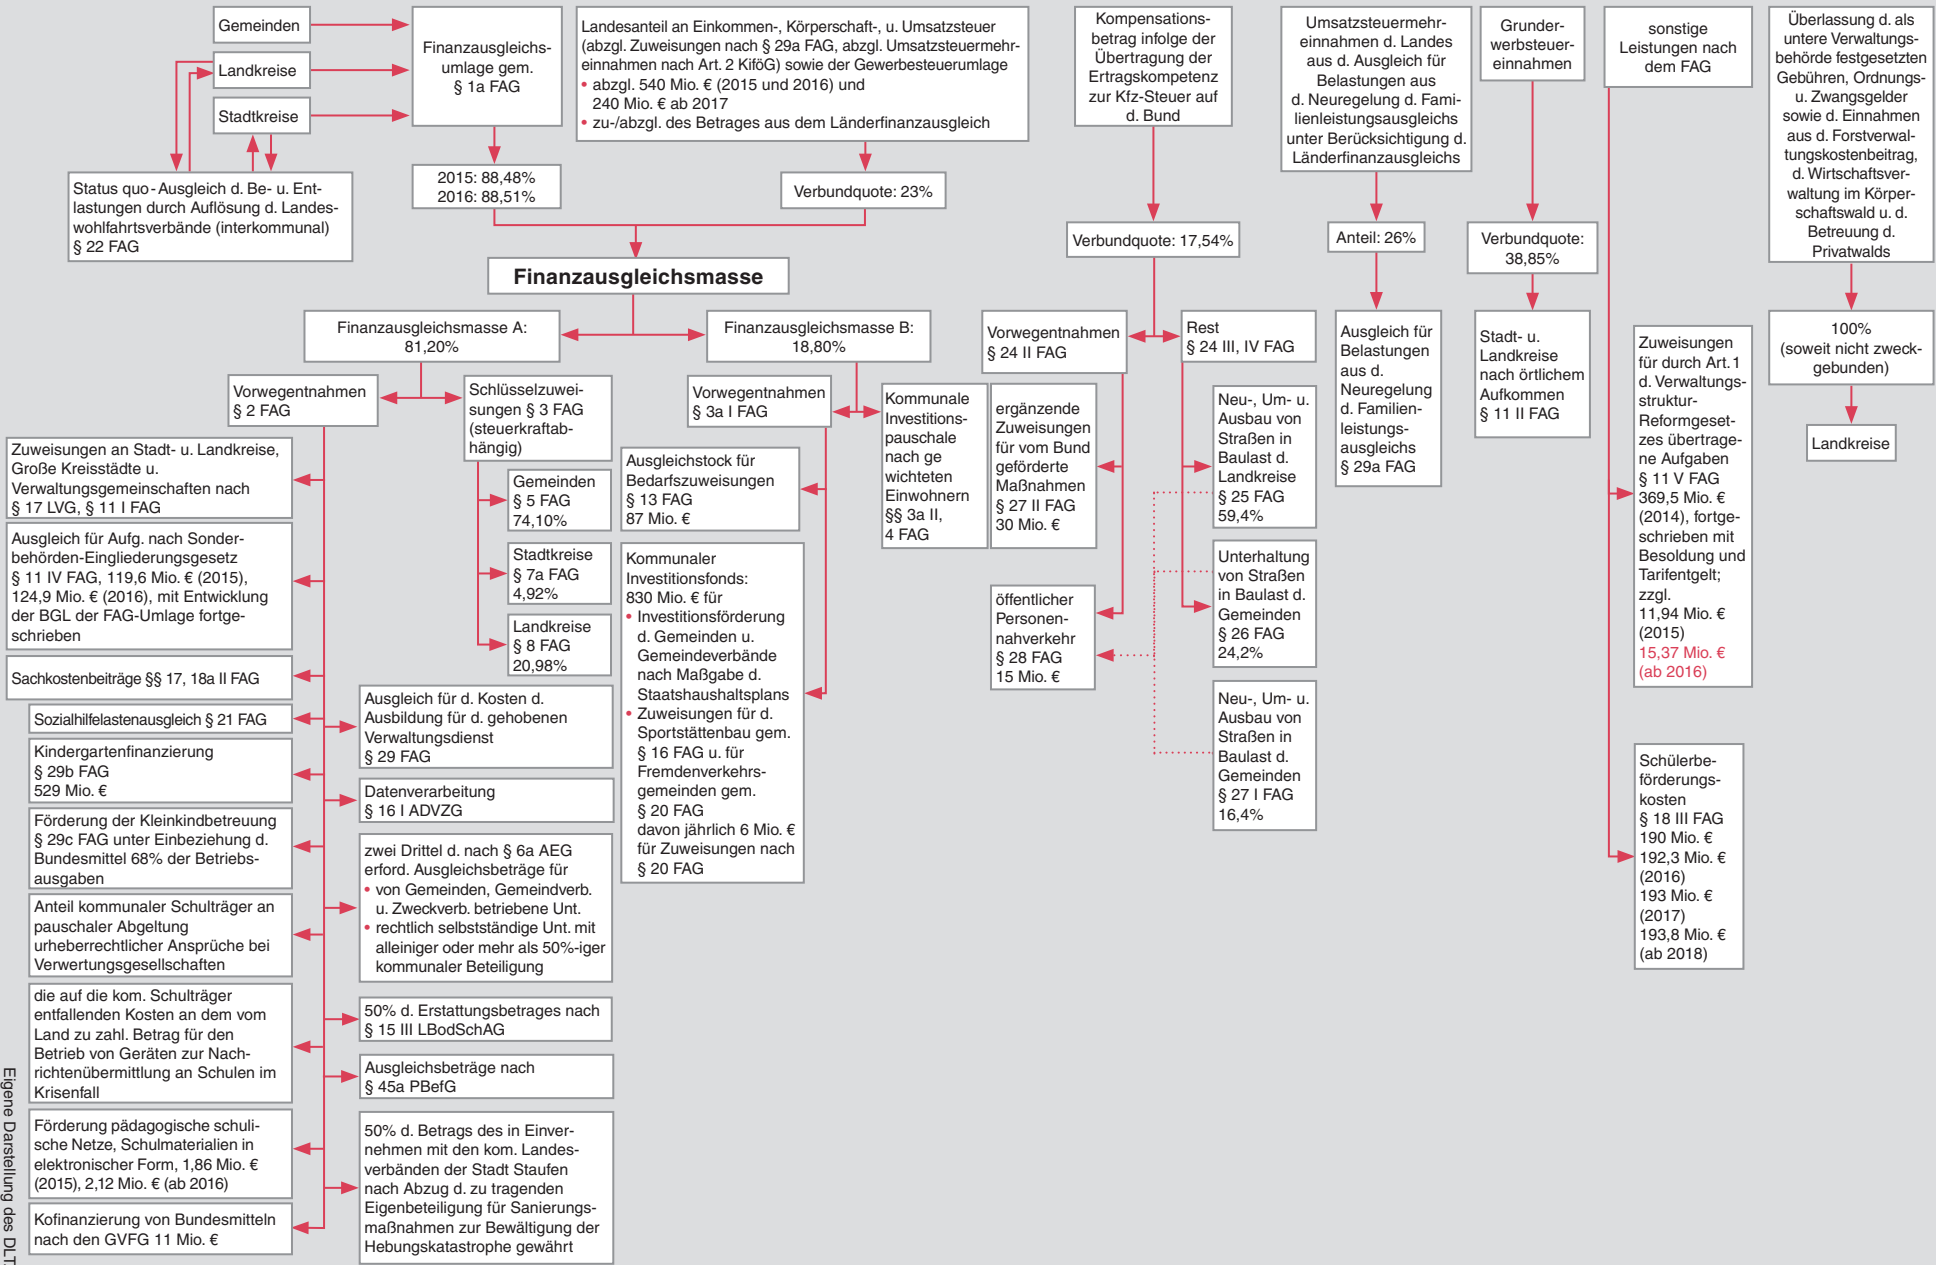 Gemeinden
Landkreise
Stadtkreise
Finanzausgleichs-
umlage gem.
§ 1a FAG
Landesanteil an Einkommen-, Körperschaft-, u. Umsatzsteuer
(abzgl. Zuweisungen nach § 29a FAG, abzgl. Umsatzsteuermehr-
einnahmen nach Art. 2 KiföG) sowie der Gewerbesteuerumlage
• abzgl. 540 Mio. € (2015 und 2016) und
240 Mio. € ab 2017
• zu-/abzgl. des Betrages aus dem Länderfinanzausgleich
Kompensations-
betrag infolge der
Übertragung der
Ertragskompetenz
zur Kfz-Steuer auf
d. Bund
Umsatzsteuermehr-
einnahmen d. Landes
aus d. Ausgleich für
Belastungen aus
d. Neuregelung d. Fami-
lienleistungsausgleichs
unter Berücksichtigung d.
Länderfinanzausgleichs
Grunder-
werbsteuer-
einnahmen
sonstige
Leistungen nach
dem FAG
Überlassung d. als
untere Verwaltungs-
behörde festgesetzten
Gebühren, Ordnungs-
u. Zwangsgelder
sowie d. Einnahmen
aus d. Forstverwal-
tungskostenbeitrag,
d. Wirtschaftsver-
waltung im Körper-
schaftswald u. d.
Betreuung d.
Privatwalds
Status quo-Ausgleich d. Be- u. Ent-
lastungen durch Auflösung d. Landes-
wohlfahrtsverbände (interkommunal)
§ 22 FAG
2015: 88,48%
2016: 88,51%
Verbundquote: 23%
Verbundquote: 17,54%
Anteil: 26%
Verbundquote:
38,85%
Finanzausgleichsmasse
Finanzausgleichsmasse A:
81,20%
Finanzausgleichsmasse B:
18,80%
Vorwegentnahmen
§ 2 FAG
Schlüsselzuwei-
sungen § 3 FAG
(steuerkraftab-
hängig)
Gemeinden
§ 5 FAG
74,10%
Stadtkreise
§ 7a FAG
4,92%
Landkreise
§ 8 FAG
20,98%
Zuweisungen an Stadt- u. Landkreise,
Große Kreisstädte u.
Verwaltungsgemeinschaften nach
§ 17 LVG, § 11 I FAG
Ausgleich für Aufg. nach Sonder-
behörden-Eingliederungsgesetz
§ 11 IV FAG, 119,6 Mio. € (2015),
124,9 Mio. € (2016), mit Entwicklung
der BGL der FAG-Umlage fortge-
schrieben
Sachkostenbeiträge §§ 17, 18a II FAG
Sozialhilfelastenausgleich § 21 FAG
Kindergartenfinanzierung
§ 29b FAG
529 Mio. €
Förderung der Kleinkindbetreuung
§ 29c FAG unter Einbeziehung d.
Bundesmittel 68% der Betriebs-
ausgaben
Anteil kommunaler Schulträger an
pauschaler Abgeltung
urheberrechtlicher Ansprüche bei
Verwertungsgesellschaften
die auf die kom. Schulträger
entfallenden Kosten an dem vom
Land zu zahl. Betrag für den
Betrieb von Geräten zur Nach-
richtenübermittlung an Schulen im
Krisenfall
Förderung pädagogische schuli-
sche Netze, Schulmaterialien in
elektronischer Form, 1,86 Mio. €
(2015), 2,12 Mio. € (ab 2016)
Kofinanzierung von Bundesmitteln
nach den GVFG 11 Mio. €
Ausgleich für d. Kosten d.
Ausbildung für d. gehobenen
Verwaltungsdienst
§ 29 FAG
Datenverarbeitung
§ 16 I ADVZG
zwei Drittel d. nach § 6a AEG
erford. Ausgleichsbeträge für
• von Gemeinden, Gemeindverb.
u. Zweckverb. betriebene Unt.
• rechtlich selbstständige Unt. mit
alleiniger oder mehr als 50%-iger
kommunaler Beteiligung
50% d. Erstattungsbetrages nach
§ 15 III LBodSchAG
Ausgleichsbeträge nach
§ 45a PBefG
50% d. Betrags des in Einver-
nehmen mit den kom. Landes-
verbänden der Stadt Staufen
nach Abzug d. zu tragenden
Eigenbeteiligung für Sanierungs-
maßnahmen zur Bewältigung der
Hebungskatastrophe gewährt
Vorwegentnahmen
§ 3a I FAG
Ausgleichstock für
Bedarfszuweisungen
§ 13 FAG
87 Mio. €
Kommunaler
Investitionsfonds:
830 Mio. € für
• Investitionsförderung
d. Gemeinden u.
Gemeindeverbände
nach Maßgabe d.
Staatshaushaltsplans
• Zuweisungen für d.
Sportstättenbau gem.
§ 16 FAG u. für
Fremdenverkehrs-
gemeinden gem.
§ 20 FAG
davon jährlich 6 Mio. €
für Zuweisungen nach
§ 20 FAG
Kommunale
Investitions-
pauschale
nach ge
wichteten
Einwohnern
§§ 3a II,
4 FAG
Vorwegentnahmen
§ 24 II FAG
ergänzende
Zuweisungen
für vom Bund
geförderte
Maßnahmen
§ 27 II FAG
30 Mio. €
öffentlicher
Personen-
nahverkehr
§ 28 FAG
15 Mio. €
Rest
§ 24 III, IV FAG
Neu-, Um- u.
Ausbau von
Straßen in
Baulast d.
Landkreise
§ 25 FAG
59,4%
Unterhaltung
von Straßen
in Baulast d.
Gemeinden
§ 26 FAG
24,2%
Neu-, Um- u.
Ausbau von
Straßen in
Baulast d.
Gemeinden
§ 27 I FAG
16,4%
Ausgleich für
Belastungen
aus d.
Neuregelung
d. Familien-
leistungs-
ausgleichs
§ 29a FAG
Stadt- u.
Landkreise
nach örtlichem
Aufkommen
§ 11 II FAG
Zuweisungen
für durch Art.1
d. Verwaltungs-
struktur-
Reformgeset-
zes übertrage-
ne Aufgaben
§ 11 V FAG
369,5 Mio. €
(2014), fortge-
schrieben mit
Besoldung und
Tarifentgelt;
zzgl.
11,94 Mio. €
(2015)
15,37 Mio. €
(ab 2016)
Schülerbe-
förderungs-
kosten
§ 18 III FAG
190 Mio. €
192,3 Mio. €
(2016)
193 Mio. €
(2017)
193,8 Mio. €
(ab 2018)
100%
(soweit nicht zweck-
gebunden)
Landkreise
Eigene Darstellung des DLT.